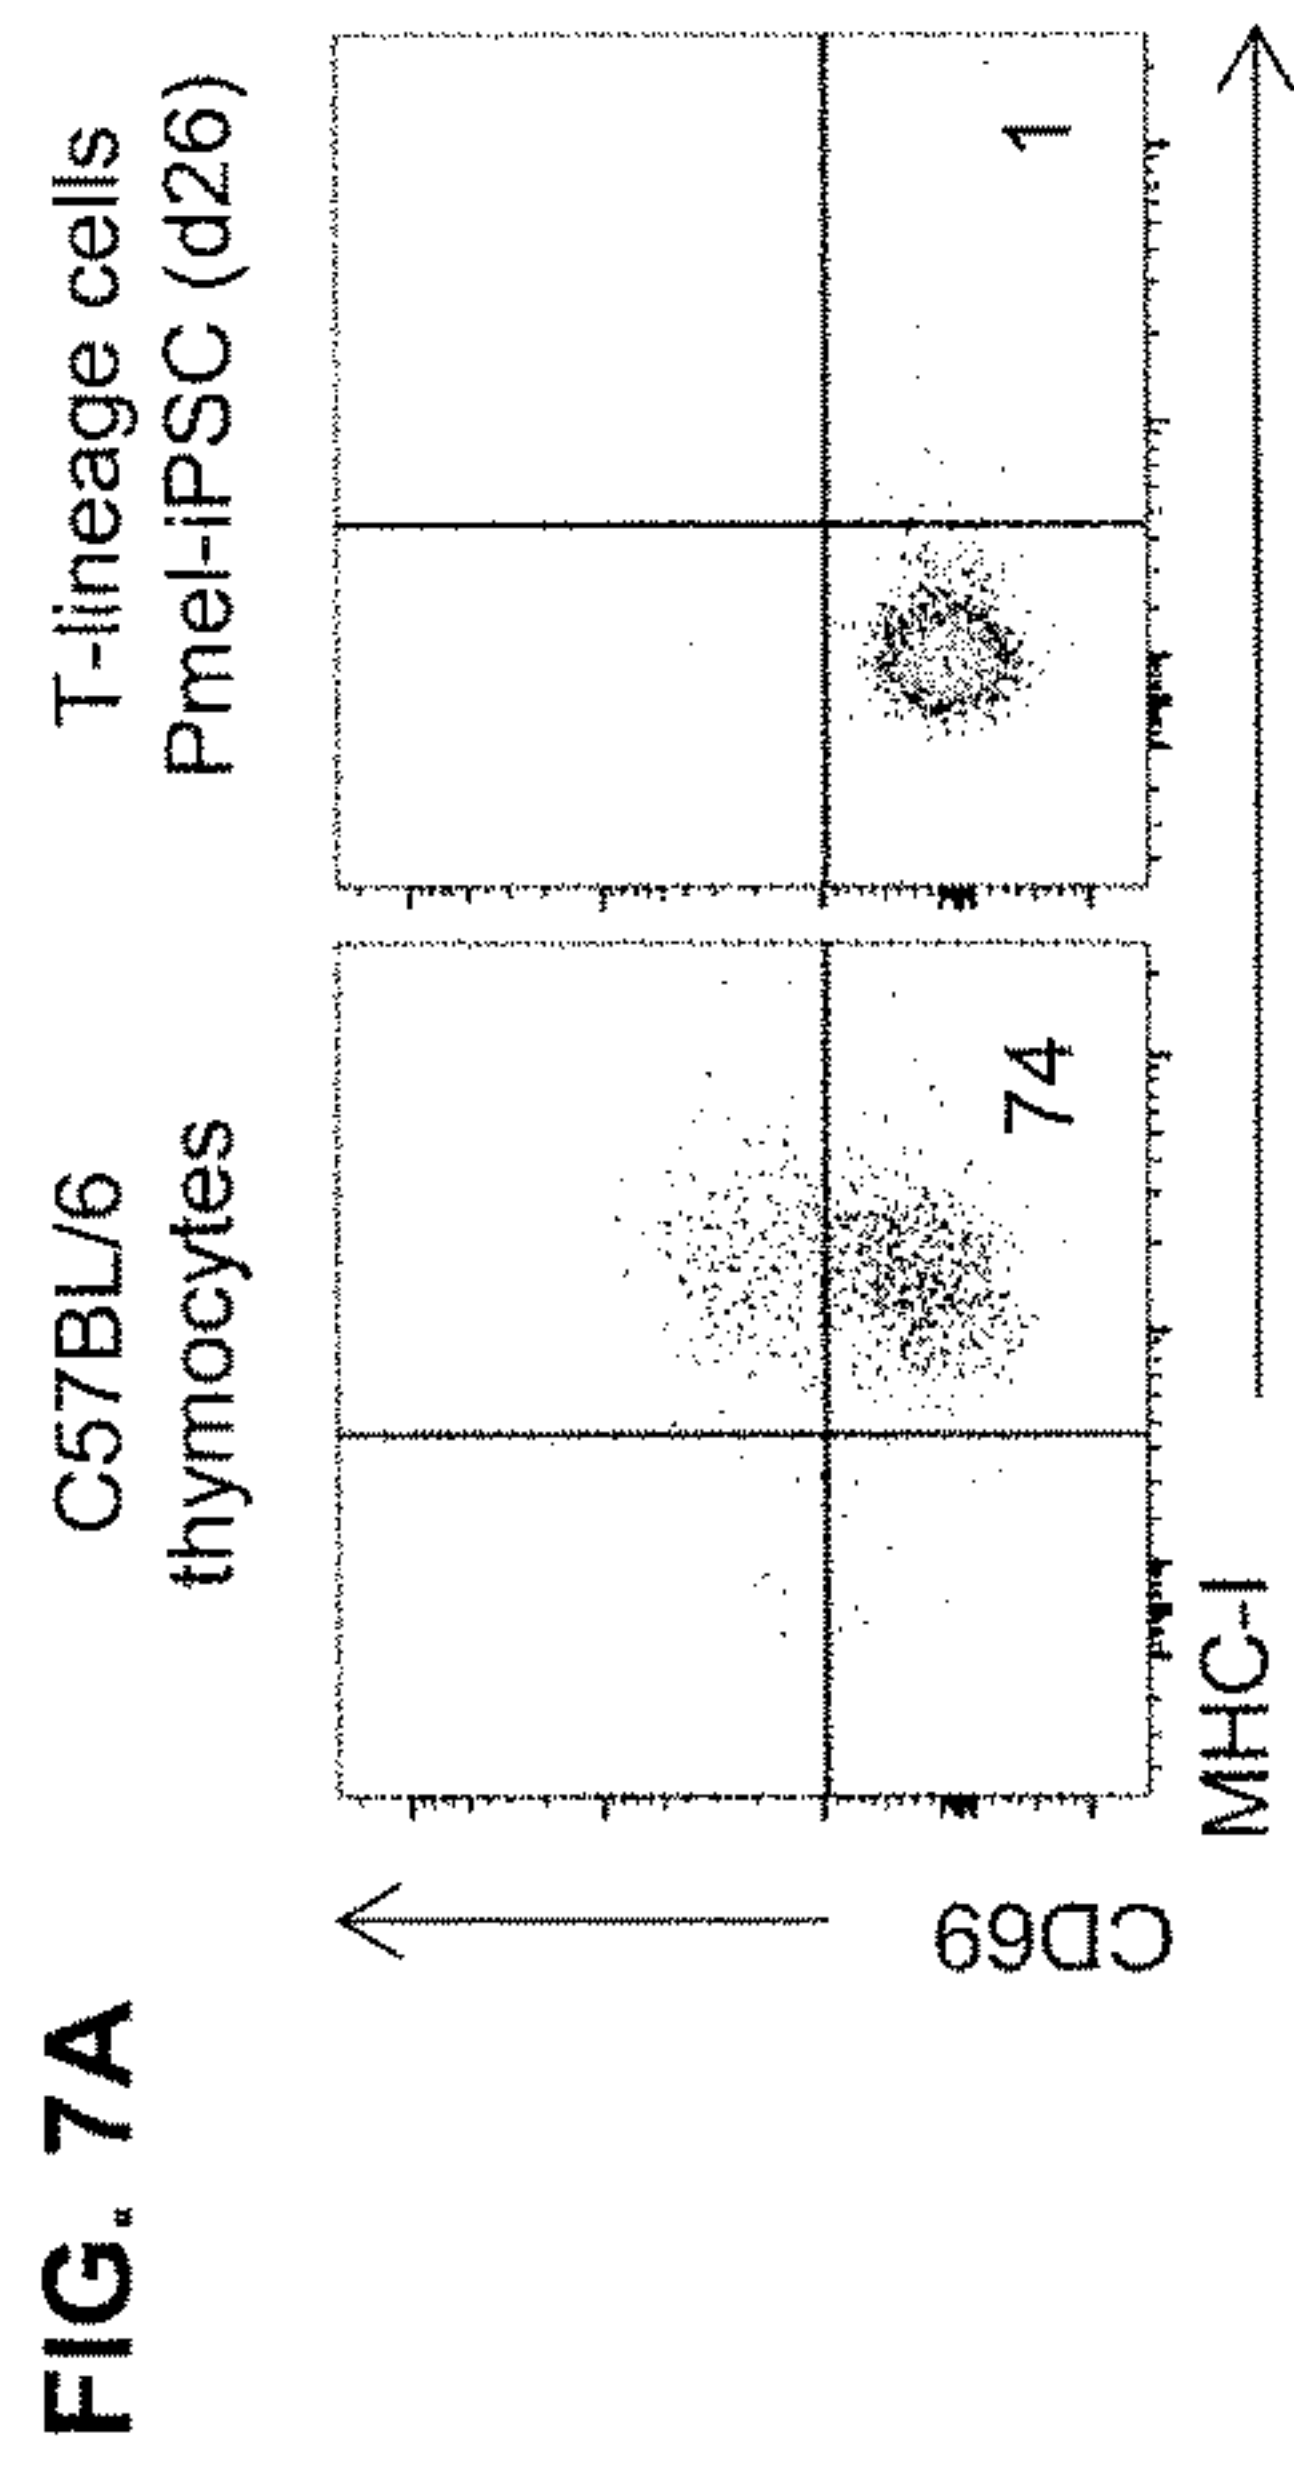 FIG. 7A
C57BL/6
thymocytes
T-lineage cells
Pmel-iPSC (d26)
CD69
74
1
MHC-I